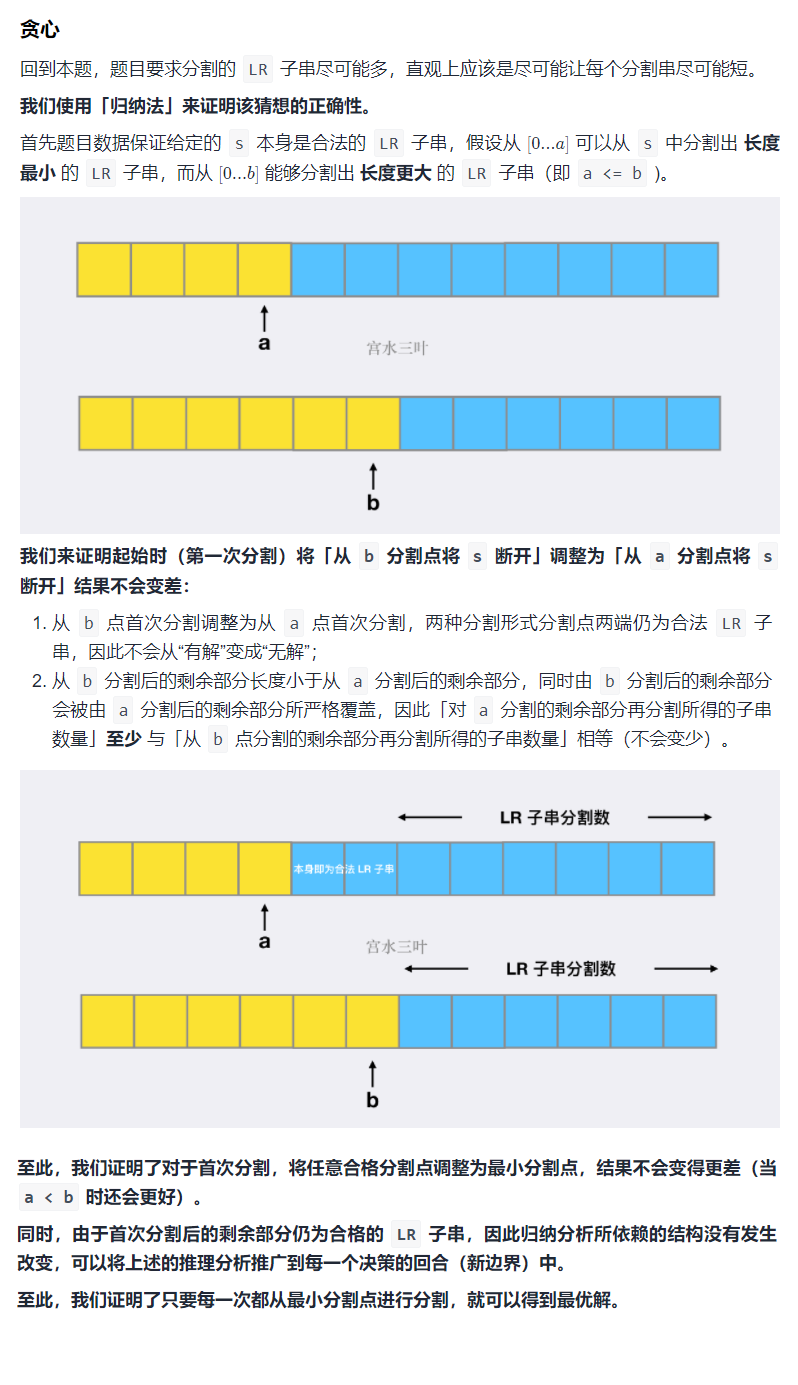 贪心
回到本题，题目要求分割的 LR 子串尽可能多，直观上应该是尽可能让每个分割串尽可能短。
我们使用「归纳法」来证明该猜想的正确性。
首先题目数据保证给定的 s 本身是合法的 LR 子串，假设从 [0...a] 可以从 s 中分割出 长度
最小 的 LR 子串，而从 [0...b] 能够分割出 长度更大 的 LR 子串（即 a <= b ）。
a
宫水三叶
b
我们来证明起始时（第一次分割）将「从 b 分割点将 s 断开」调整为「从 a 分割点将 s
断开」结果不会变差：
1. 从 b 点首次分割调整为从 a 点首次分割，两种分割形式分割点两端仍为合法 LR 子
串，因此不会从“有解”变成“无解”；
2. 从 b 分割后的剩余部分长度小于从 a 分割后的剩余部分，同时由 b 分割后的剩余部分
会被由 a 分割后的剩余部分所严格覆盖，因此「对 a 分割的剩余部分再分割所得的子串
数量」至少 与「从 b 点分割的剩余部分再分割所得的子串数量」相等（不会变少）。
LR 子串分割数
本身即为合法 LR 子串
a
宫水三叶
LR 子串分割数
b
至此，我们证明了对于首次分割，将任意合格分割点调整为最小分割点，结果不会变得更差（当
a < b 时还会更好）。
同时，由于首次分割后的剩余部分仍为合格的 LR 子串，因此归纳分析所依赖的结构没有发生
改变，可以将上述的推理分析推广到每一个决策的回合（新边界）中。
至此，我们证明了只要每一次都从最小分割点进行分割，就可以得到最优解。